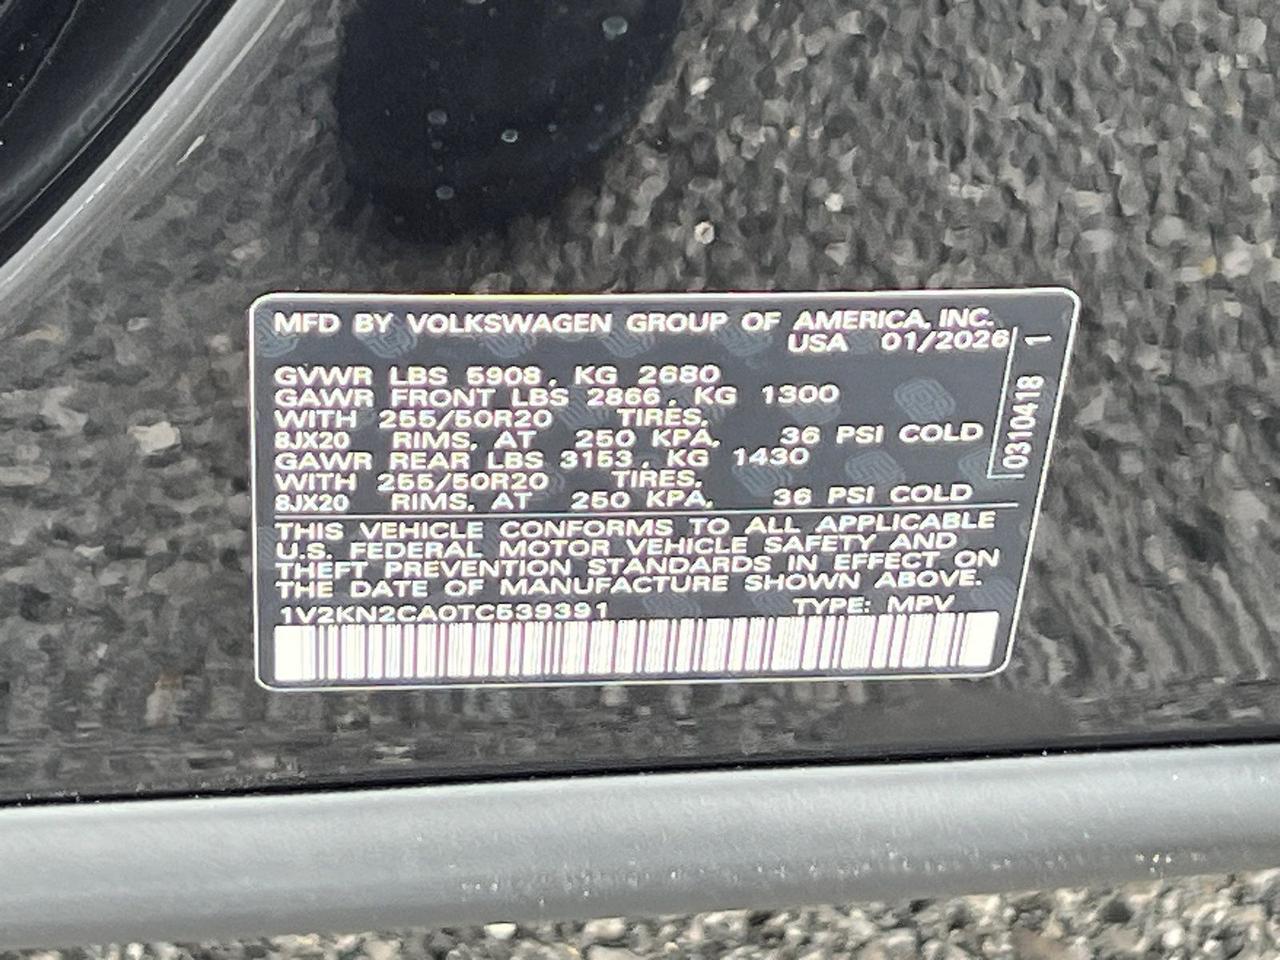 MFD BY VOLKSWAGEN GROUP OF AMERICA, INC.
USA 01/2026
GVWR LBS 5908, KG 2680
GAWR FRONT LBS 2866, KG 1300
WITH 255/50R20 TIRES,
8JX20 RIMS, AT 250 KPA, 36 PSI COLD
GAWR REAR LBS 3153, KG 1430
WITH 255/50R20 TIRES,
8JX20 RIMS, AT 250 KPA, 36 PSI COLD
THIS VEHICLE CONFORMS TO ALL APPLICABLE
U.S. FEDERAL MOTOR VEHICLE SAFETY AND
THEFT PREVENTION STANDARDS IN EFFECT ON
THE DATE OF MANUFACTURE SHOWN ABOVE.
1V2KN2CA0TC539391 TYPE: MPV
0310418 1